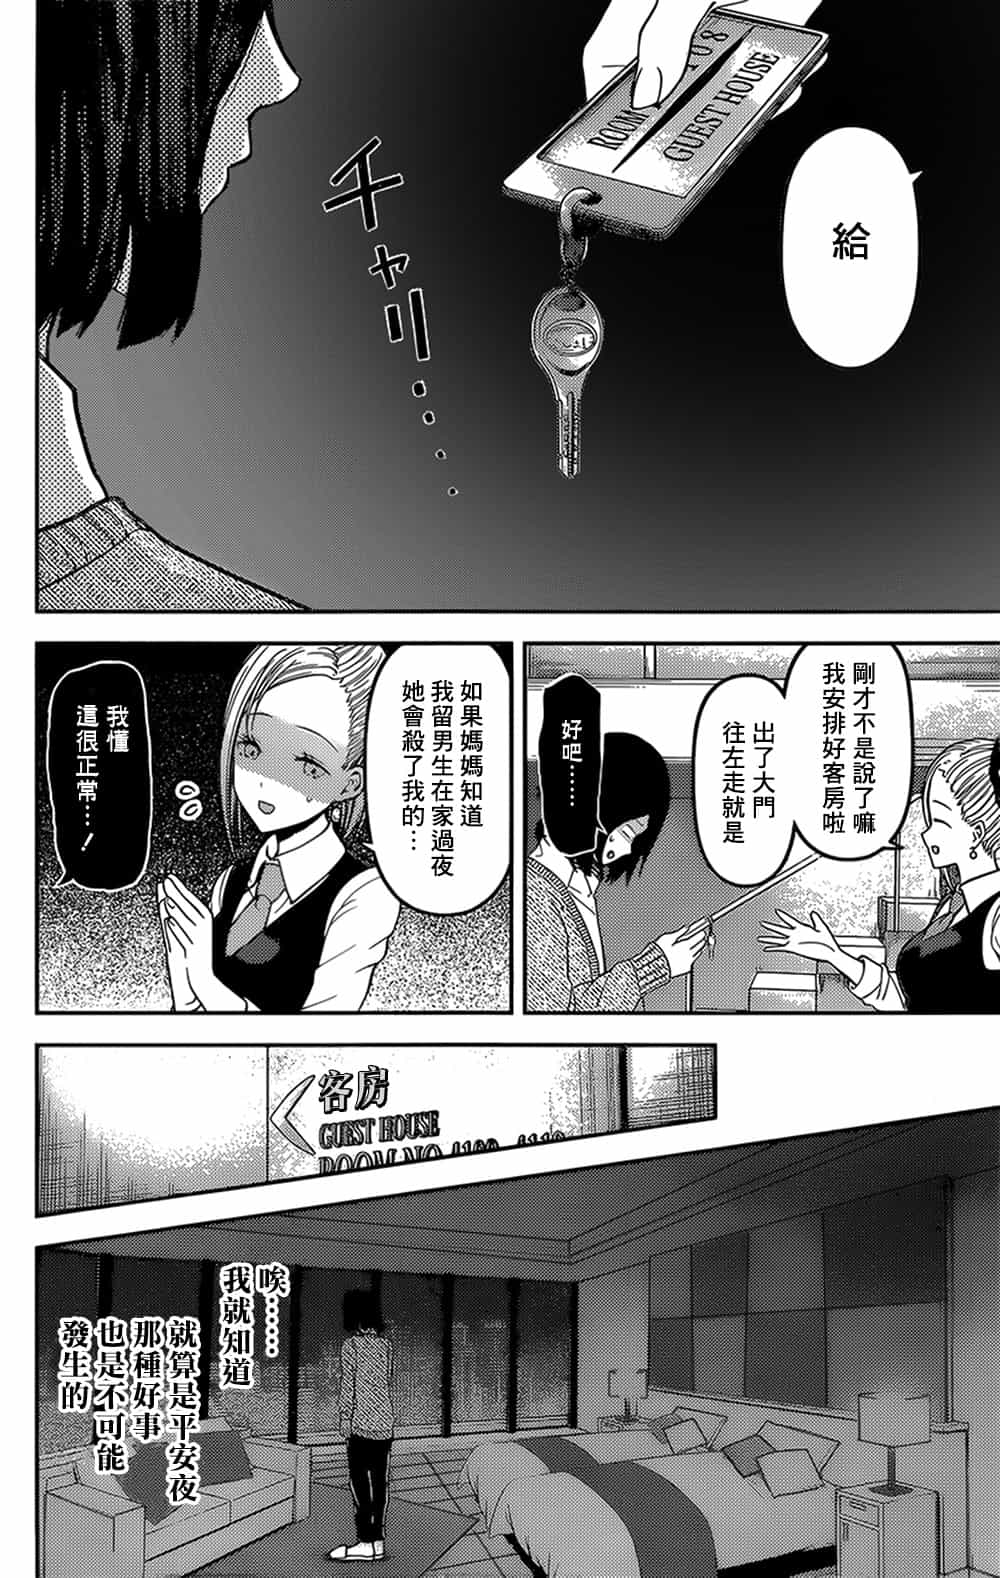 給
ROOM
108
GUEST HOUSE
チャリ……
剛才不是說了嘛
我安排好客房啦
出了大門
往左走就是
好吧……
如果媽媽知道
我留男生在家過夜
她會殺了我的…
我懂
這很正常…！
客房
GUEST HOUSE
ROOM NO.
唉……
我就知道
就算是平安夜
那種好事
也是不可能
發生的